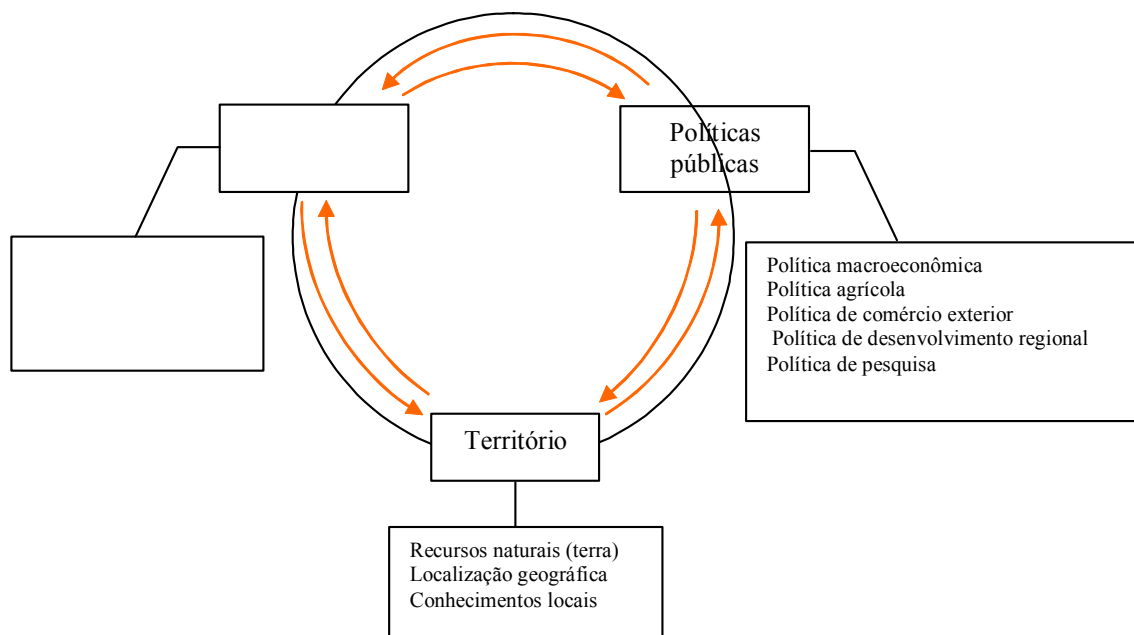 Políticas
públicas
Política macroeconômica
Política agrícola
Política de comércio exterior
Política de desenvolvimento regional
Política de pesquisa
Território
Recursos naturais (terra)
Localização geográfica
Conhecimentos locais